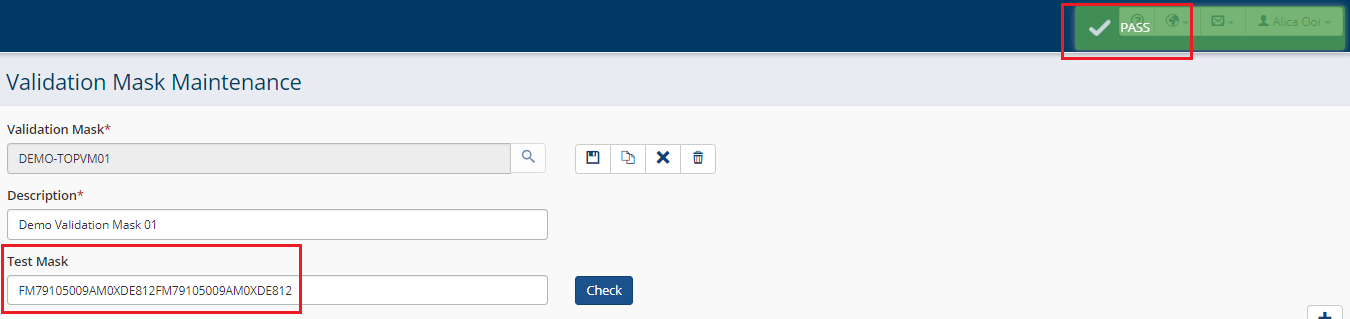 PASS
Alica Ooi
Validation Mask Maintenance
Validation Mask*
DEMO-TOPVM01
Description*
Demo Validation Mask 01
Test Mask
FM79105009AM0XDE812FM79105009AM0XDE812
Check